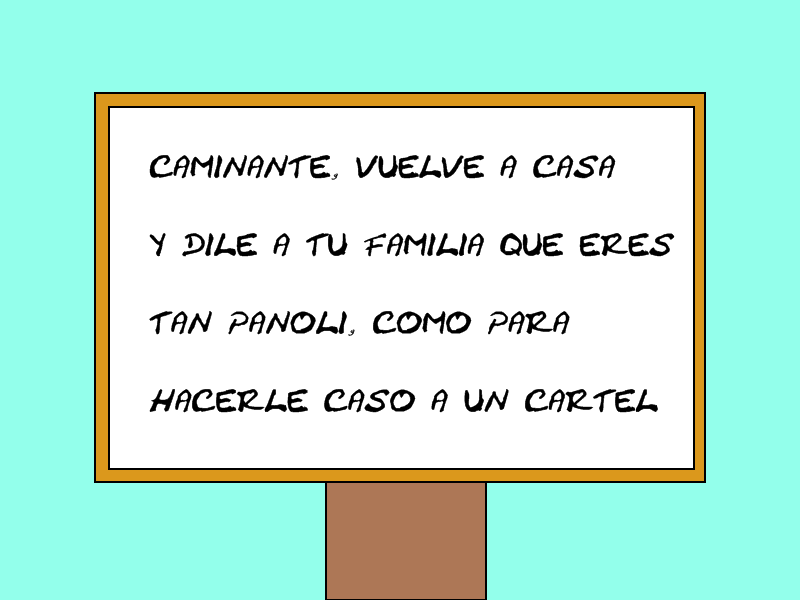 CAMINANTE, VUELVE A CASA
Y DILE A TU FAMILIA QUE ERES
TAN PANOLI, COMO PARA
HACERLE CASO A UN CARTEL